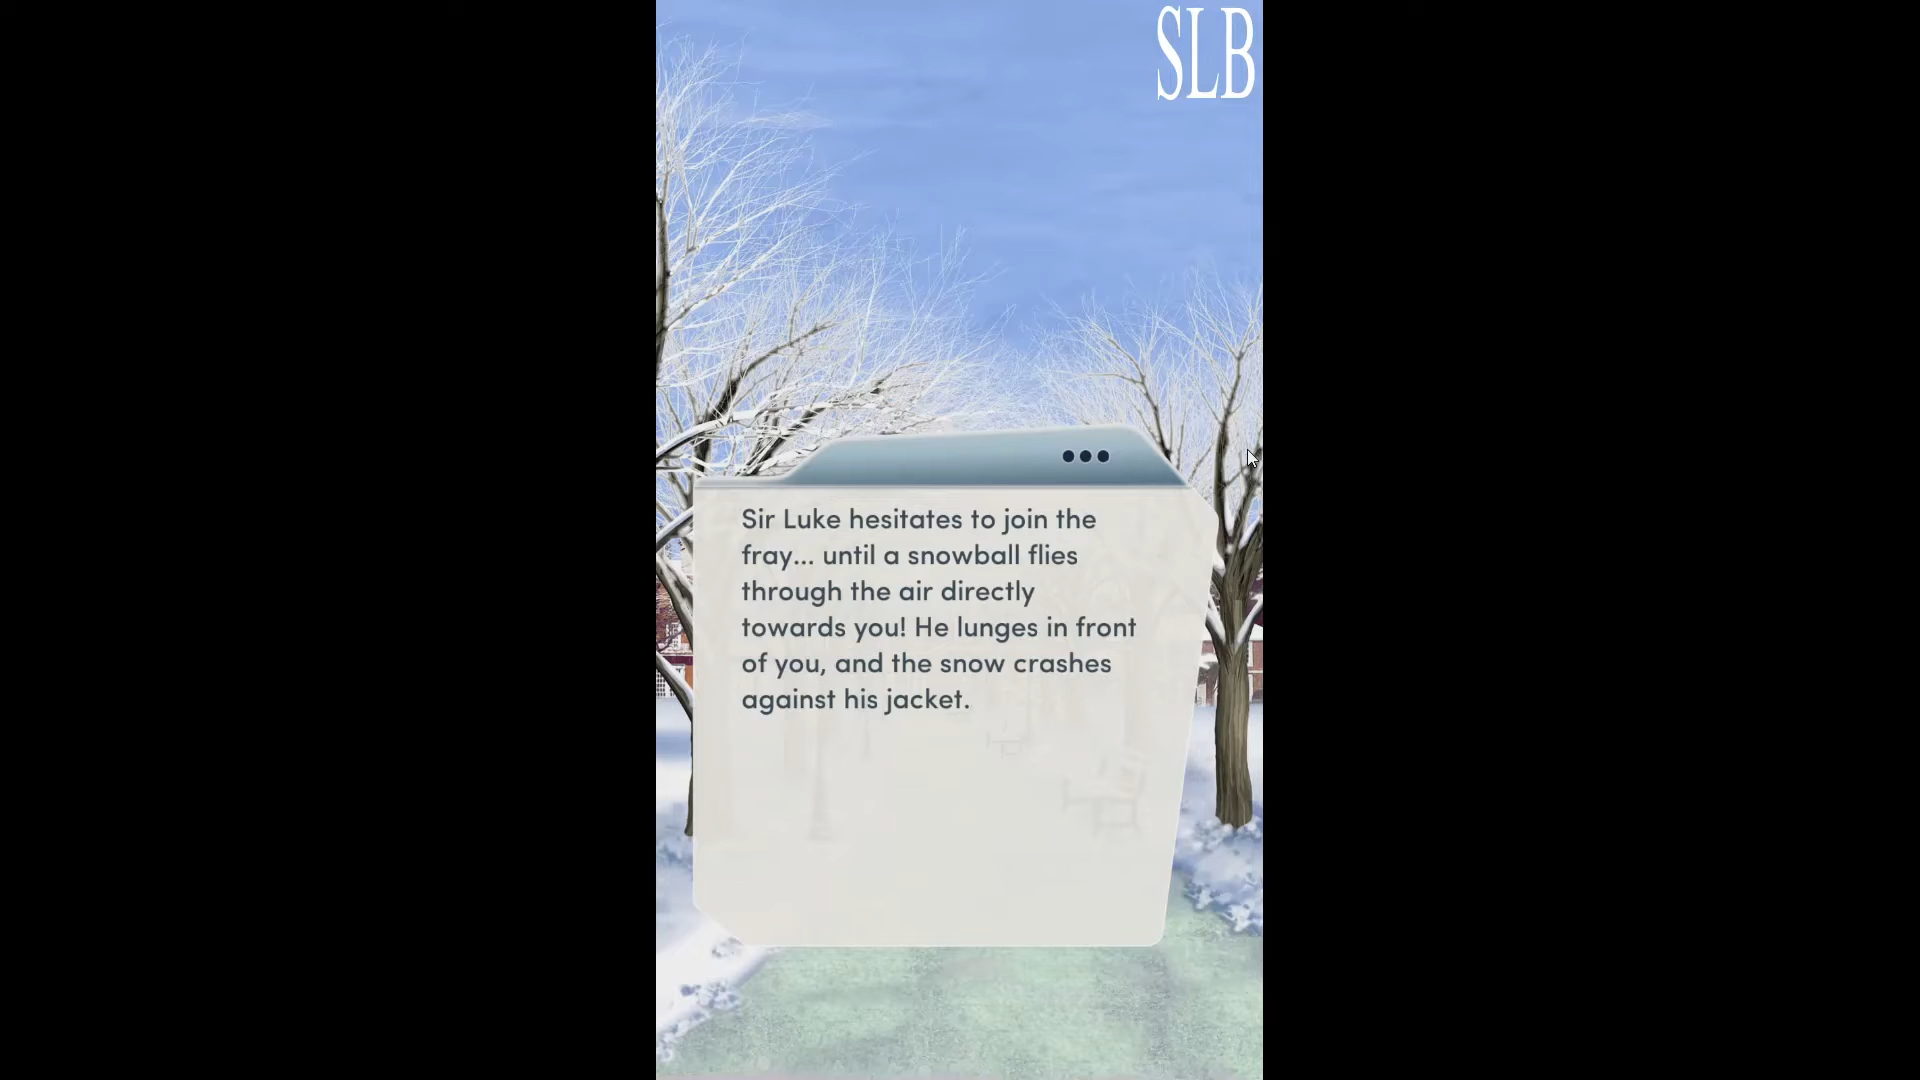 SLB
Sir Luke hesitates to join the
fray... until a snowball flies
through the air directly
towards you! He lunges in front
of you, and the snow crashes
against his jacket.